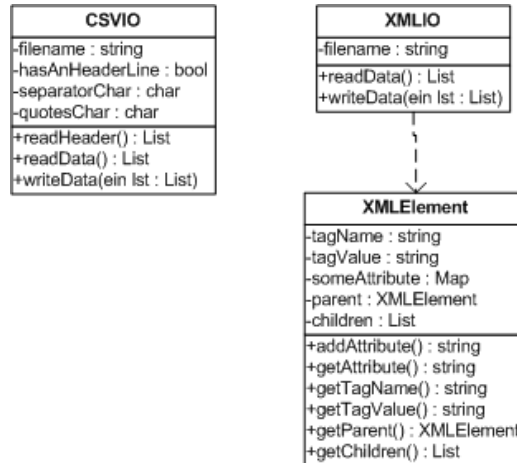 CSVIO
-filename : string
-hasAnHeaderLine : bool
-separatorChar : char
-quotesChar : char
+readHeader() : List
+readData() : List
+writeData(ein lst : List)
XMLIO
-filename : string
+readData() : List
+writeData(ein lst : List)
XMLElement
-tagName : string
-tagValue : string
-someAttribute : Map
-parent : XMLElement
-children : List
+addAttribute() : string
+getAttribute() : string
+getTagName() : string
+getTagValue() : string
+getParent() : XMLElement
+getChildren() : List